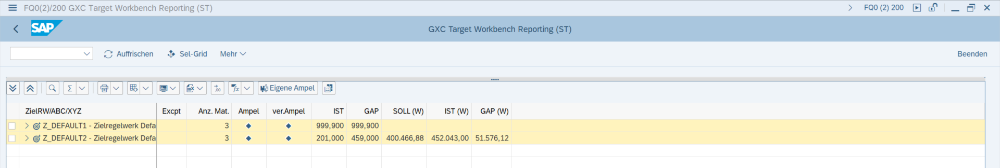 FQ0(2)/200 GXC Target Workbench Reporting (ST) FQ0 (2) 200
SAP GXC Target Workbench Reporting (ST)
Auffrischen Sel-Grid Mehr Beenden
Σ fx ,00 Eigene Ampel
ZielRW/ABC/XYZ Excpt Anz. Mat. Ampel ver.Ampel IST GAP SOLL (W) IST (W) GAP (W)
Z_DEFAULT1 - Zielregelwerk Defa 3 999,900 999,900
Z_DEFAULT2 - Zielregelwerk Defa 3 201,000 459,000 400.466,88 452.043,00 51.576,12